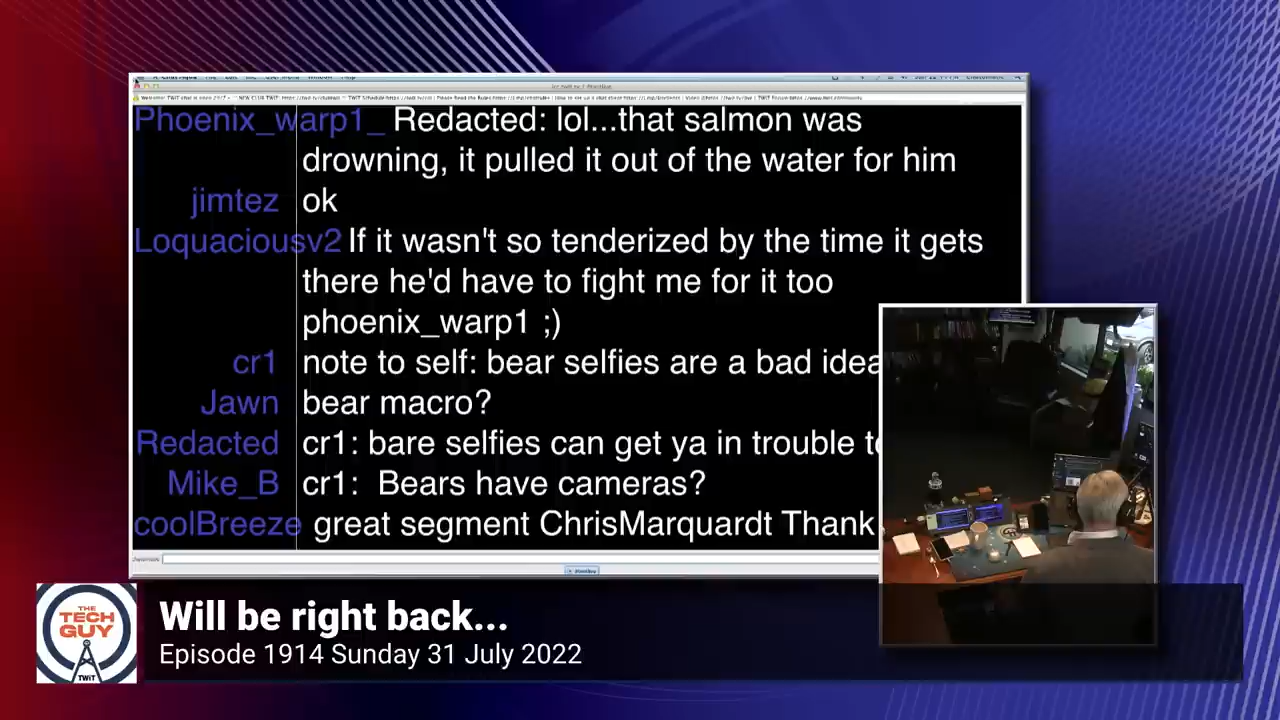 Phoenix_warp1_ Redacted: lol...that salmon was
drowning, it pulled it out of the water for him
jimtez ok
Loquaciousv2 If it wasn't so tenderized by the time it gets
there he'd have to fight me for it too
phoenix_warp1 ;)
cr1 note to self: bear selfies are a bad idea
Jawn bear macro?
Redacted cr1: bare selfies can get ya in trouble
Mike_B cr1: Bears have cameras?
coolBreeze great segment ChrisMarquardt Thank
THE
TECH
GUY
TWiT
Will be right back...
Episode 1914 Sunday 31 July 2022